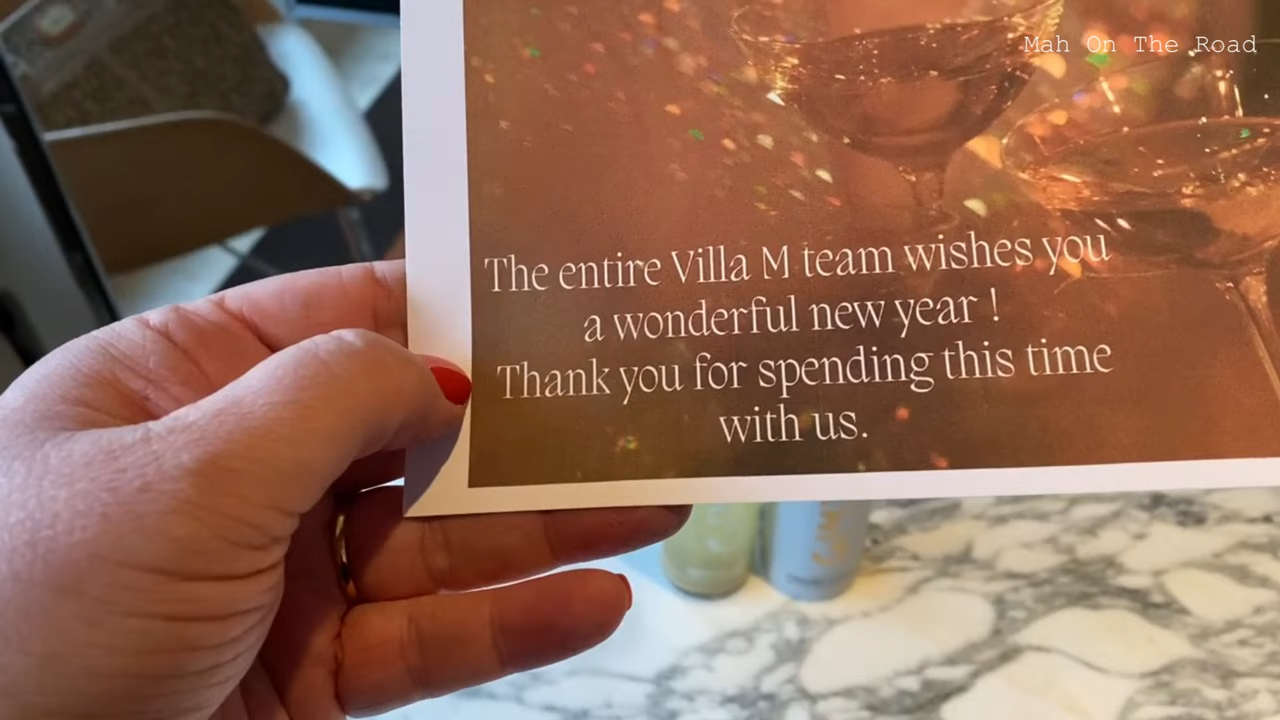 Mah On The Road
The entire Villa M team wishes you
a wonderful new year !
Thank you for spending this time
with us.